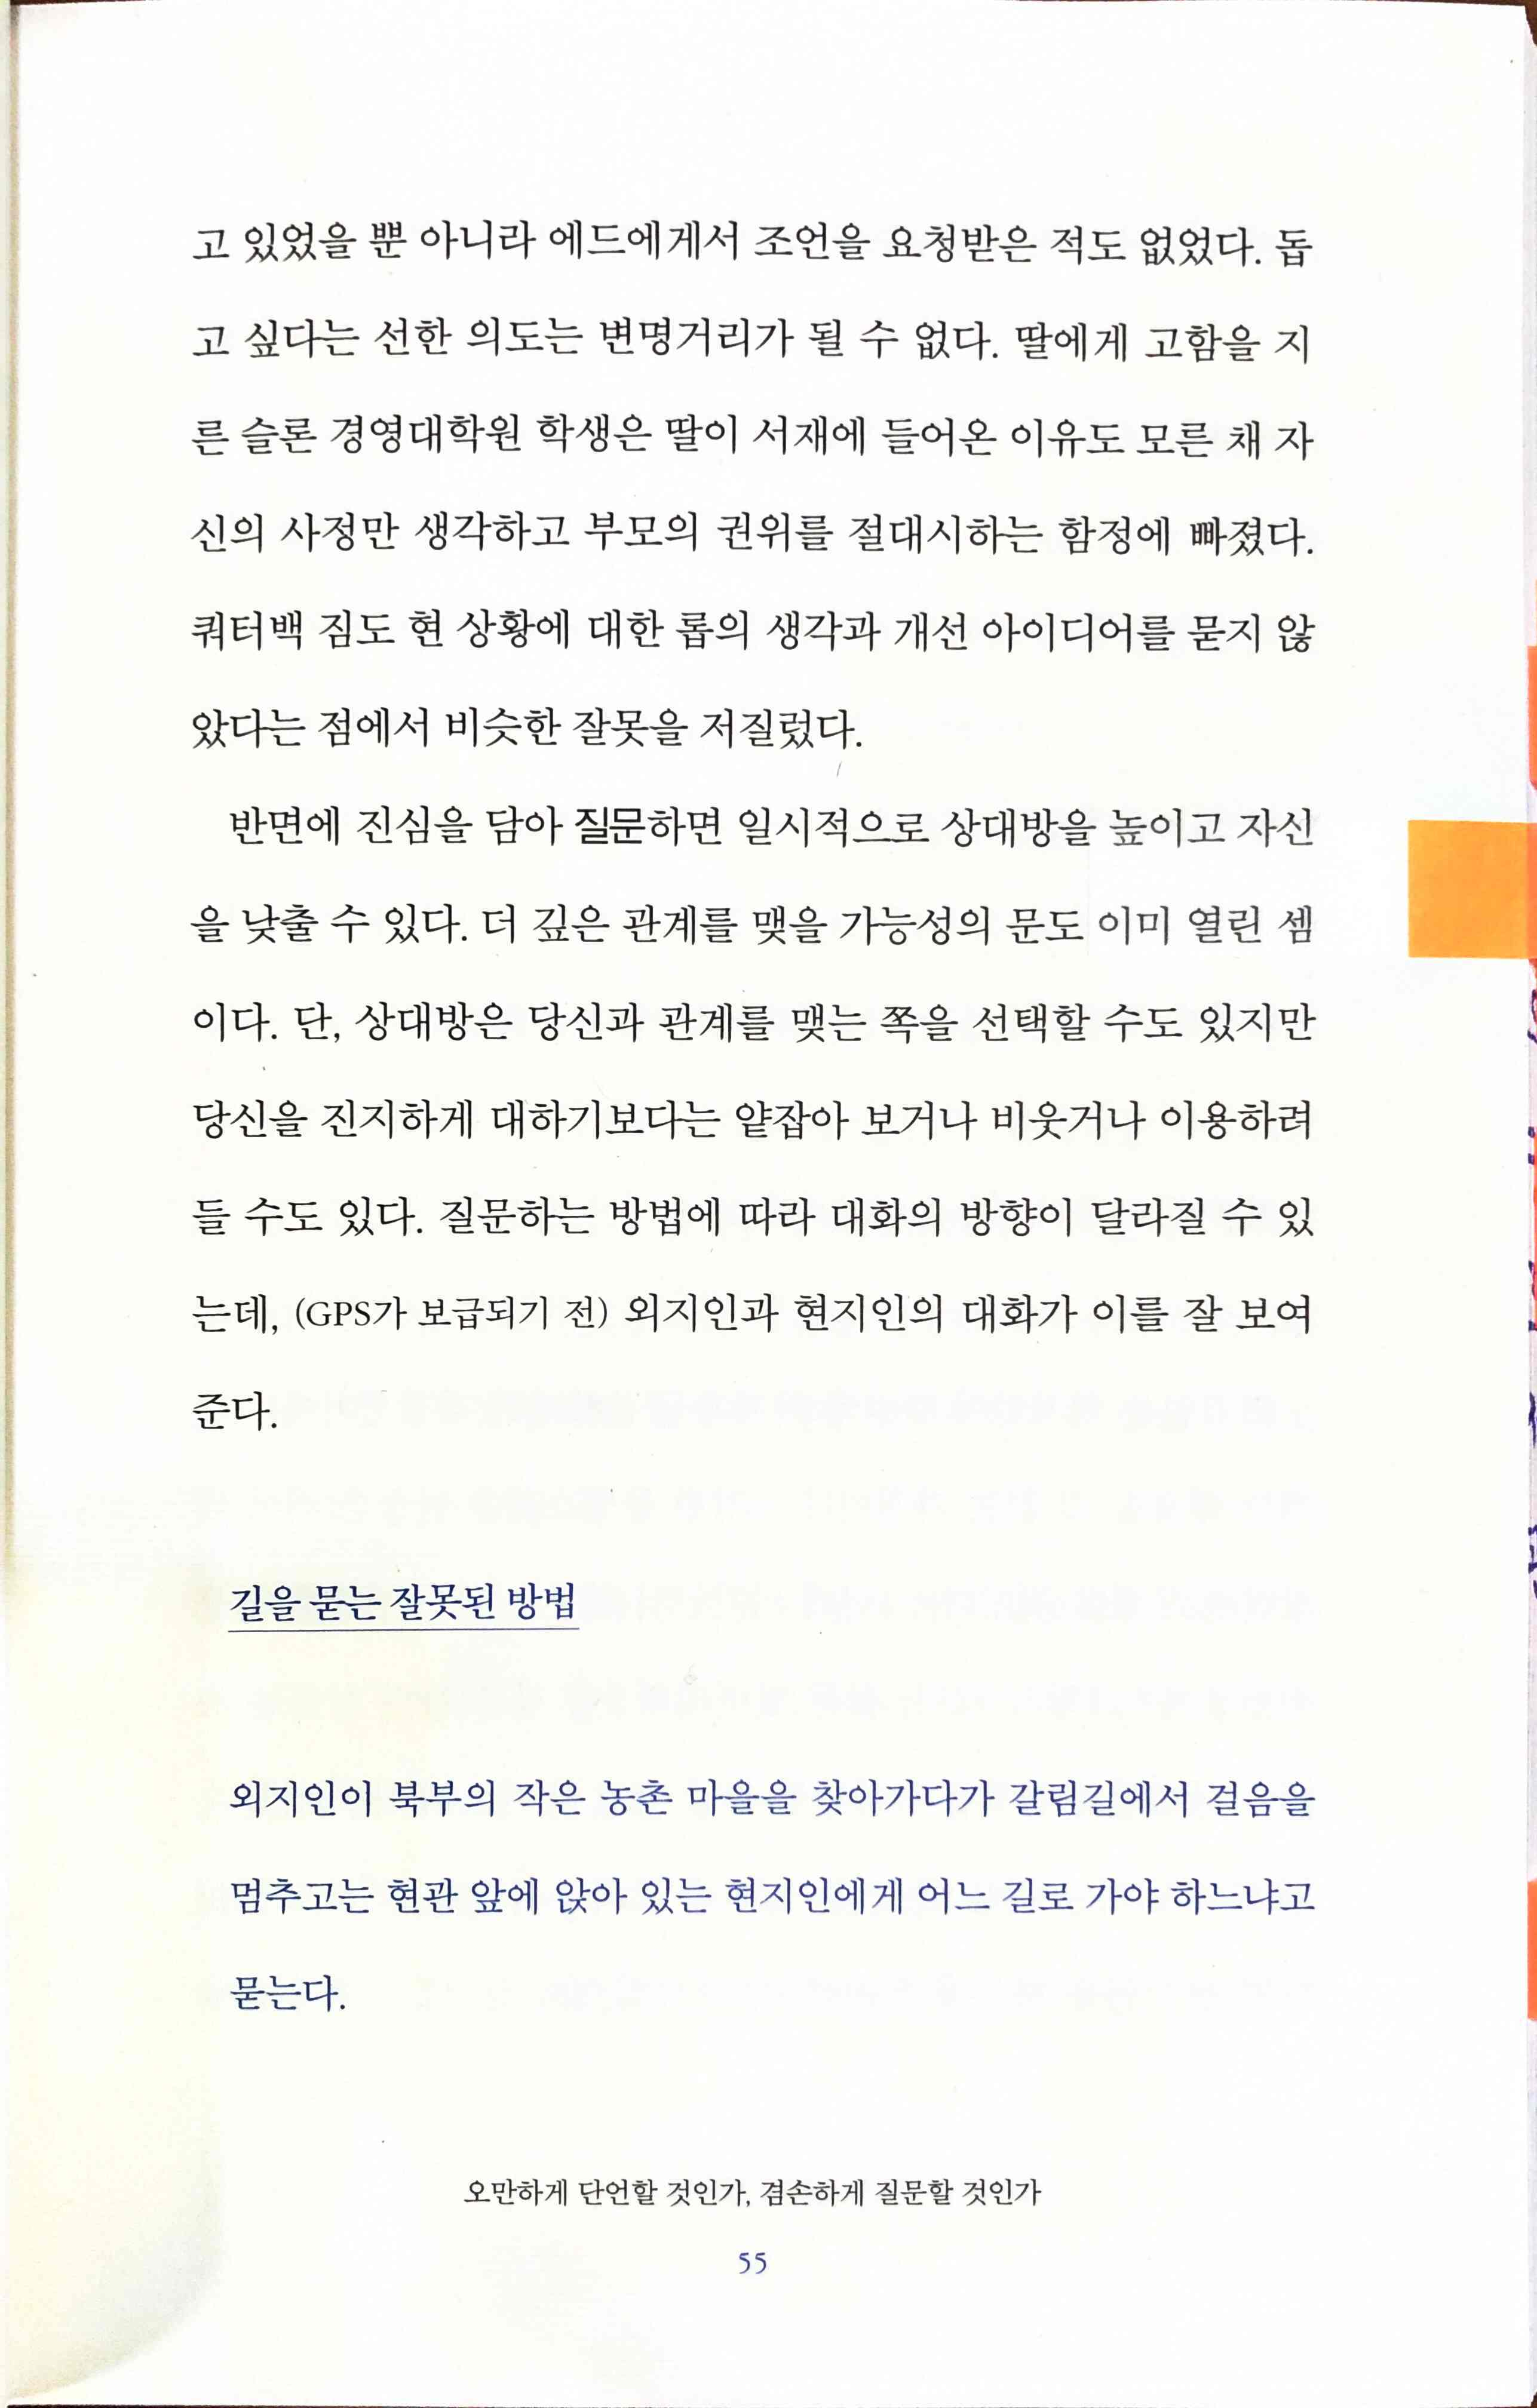 고 있었을 뿐 아니라 에드에게서 조언을 요청받은 적도 없었다. 돕
고 싶다는 선한 의도는 변명거리가 될 수 없다. 딸에게 고함을 지
른 슬론 경영대학원 학생은 딸이 서재에 들어온 이유도 모른 채 자
신의 사정만 생각하고 부모의 권위를 절대시하는 함정에 빠졌다.
쿼터백 짐도 현 상황에 대한 롭의 생각과 개선 아이디어를 묻지 않
았다는 점에서 비슷한 잘못을 저질렀다.
반면에 진심을 담아 질문하면 일시적으로 상대방을 높이고 자신
을 낮출 수 있다. 더 깊은 관계를 맺을 가능성의 문도 이미 열린 셈
이다. 단, 상대방은 당신과 관계를 맺는 쪽을 선택할 수도 있지만
당신을 진지하게 대하기보다는 얕잡아 보거나 비웃거나 이용하려
들 수도 있다. 질문하는 방법에 따라 대화의 방향이 달라질 수 있
는데, (GPS가 보급되기 전) 외지인과 현지인의 대화가 이를 잘 보여
준다.
길을 묻는 잘못된 방법
외지인이 북부의 작은 농촌 마을을 찾아가다가 갈림길에서 걸음을
멈추고는 현관 앞에 앉아 있는 현지인에게 어느 길로 가야 하느냐고
묻는다.
오만하게 단언할 것인가, 겸손하게 질문할 것인가
55